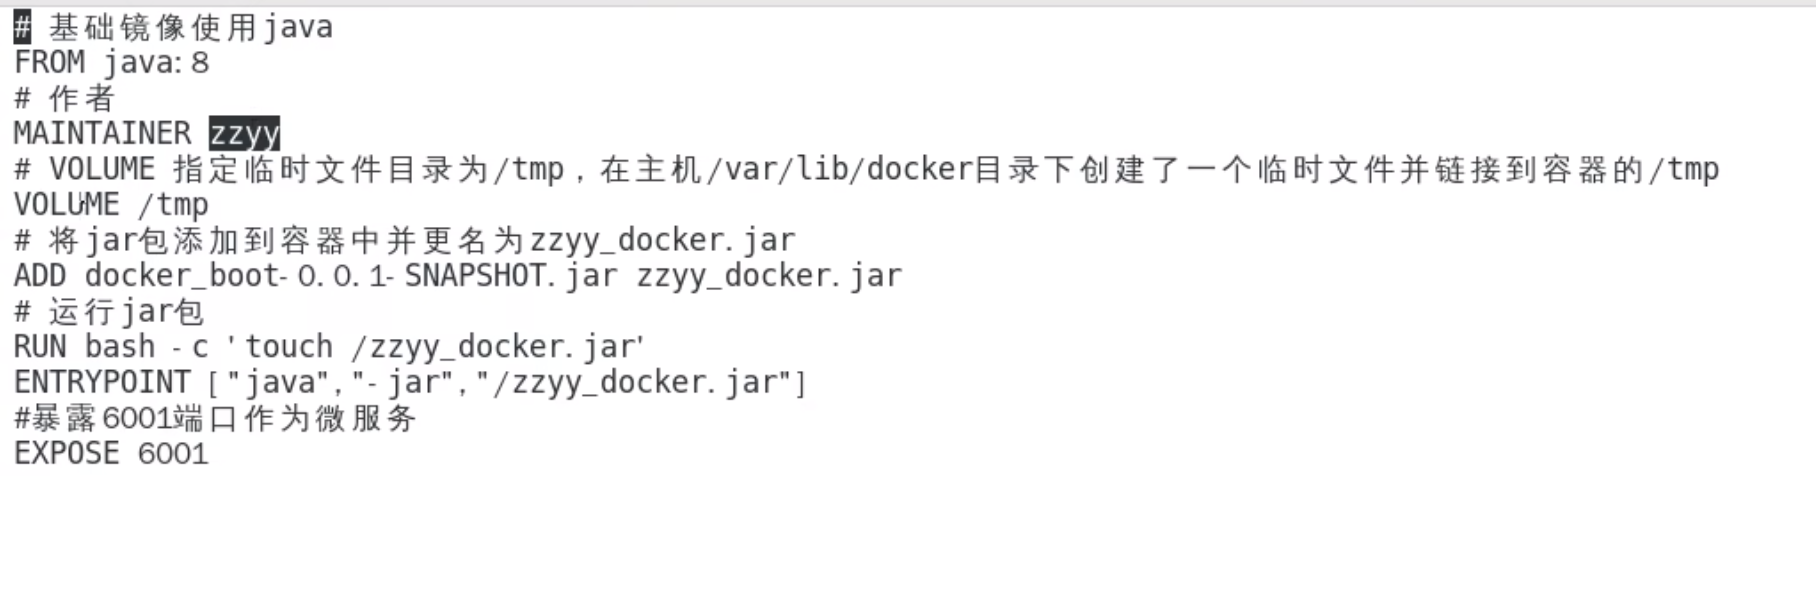 # 基础镜像使用java
FROM java:8
# 作者
MAINTAINER zzyy
# VOLUME 指定临时文件目录为/tmp，在主机/var/lib/docker目录下创建了一个临时文件并链接到容器的/tmp
VOLUME /tmp
# 将jar包添加到容器中并更名为zzyy_docker.jar
ADD docker_boot-0.0.1-SNAPSHOT.jar zzyy_docker.jar
# 运行jar包
RUN bash -c 'touch /zzyy_docker.jar'
ENTRYPOINT ["java","-jar","/zzyy_docker.jar"]
#暴露6001端口作为微服务
EXPOSE 6001